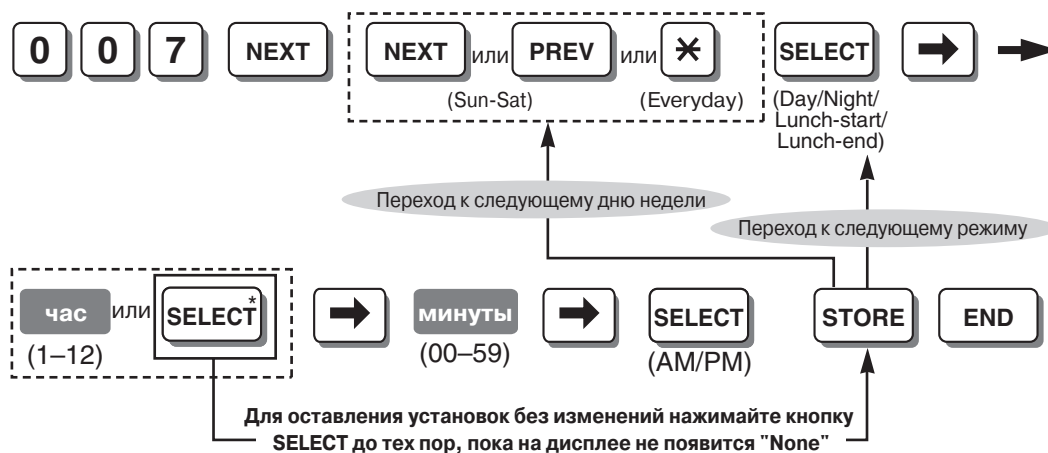 0 0 7 NEXT NEXT или PREV или ✕ SELECT ➡ ➡
(Sun-Sat) (Everyday) (Day/Night/
Lunch-start/
Lunch-end)
Переход к следующему дню недели
Переход к следующему режиму
час или SELECT* ➡ минуты ➡ SELECT STORE END
(1–12) (00–59) (AM/PM)
Для оставления установок без изменений нажимайте кнопку
SELECT до тех пор, пока на дисплее не появится "None"